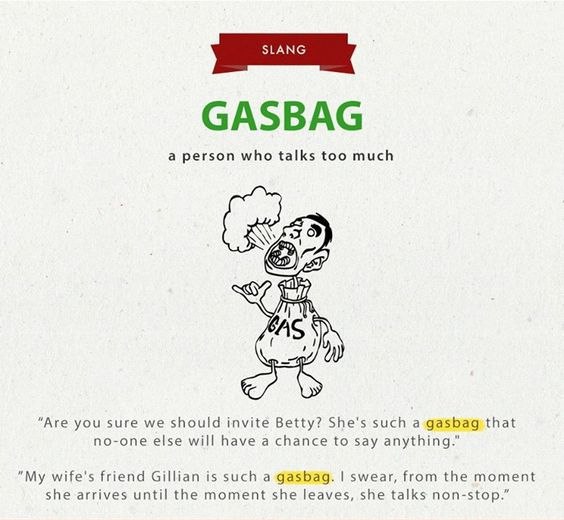 SLANG
GASBAG
a person who talks too much
GAS
“Are you sure we should invite Betty? She's such a gasbag that
no-one else will have a chance to say anything."
”My wife's friend Gillian is such a gasbag. I swear, from the moment
she arrives until the moment she leaves, she talks non-stop.”